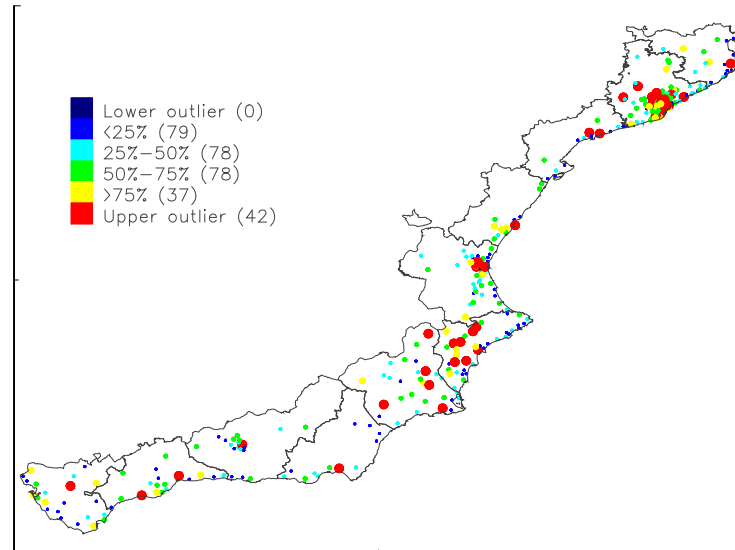 Lower outlier (0)
<25% (79)
25%−50% (78)
50%−75% (78)
>75% (37)
Upper outlier (42)